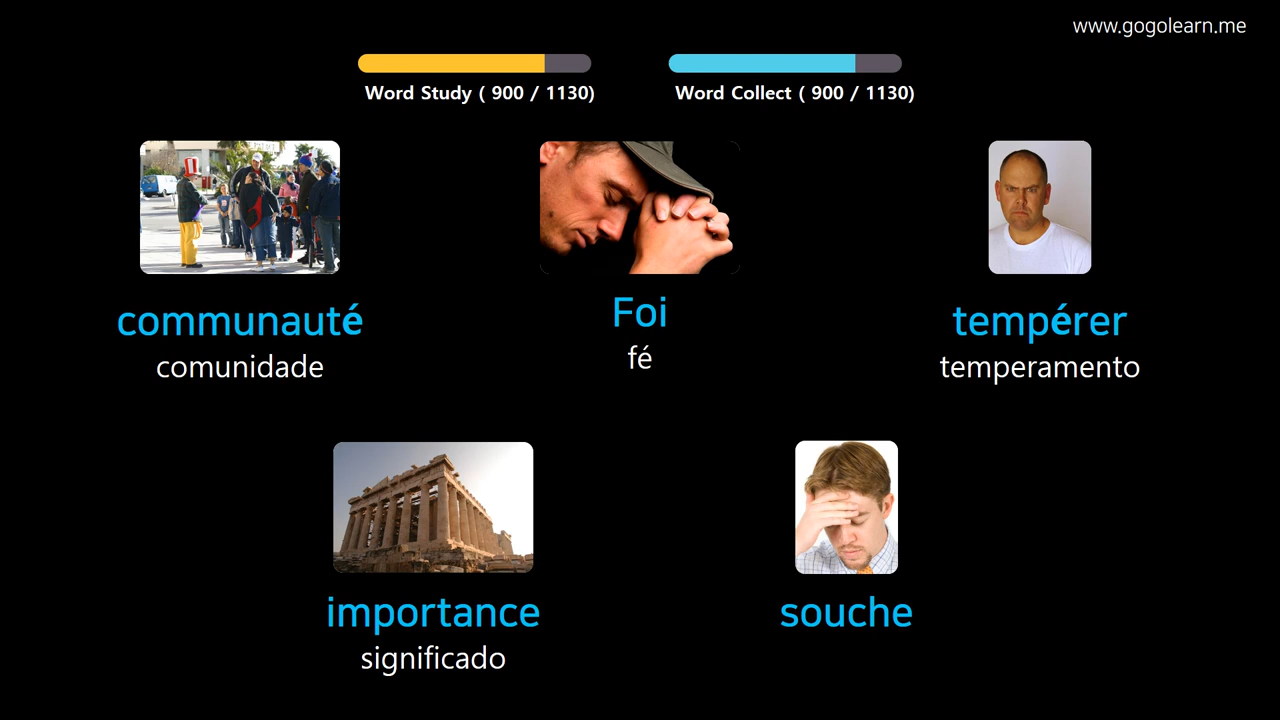 www.gogolearn.me
Word Study ( 900 / 1130)
Word Collect ( 900 / 1130)
communauté
comunidade
Foi
fé
tempérer
temperamento
importance
significado
souche